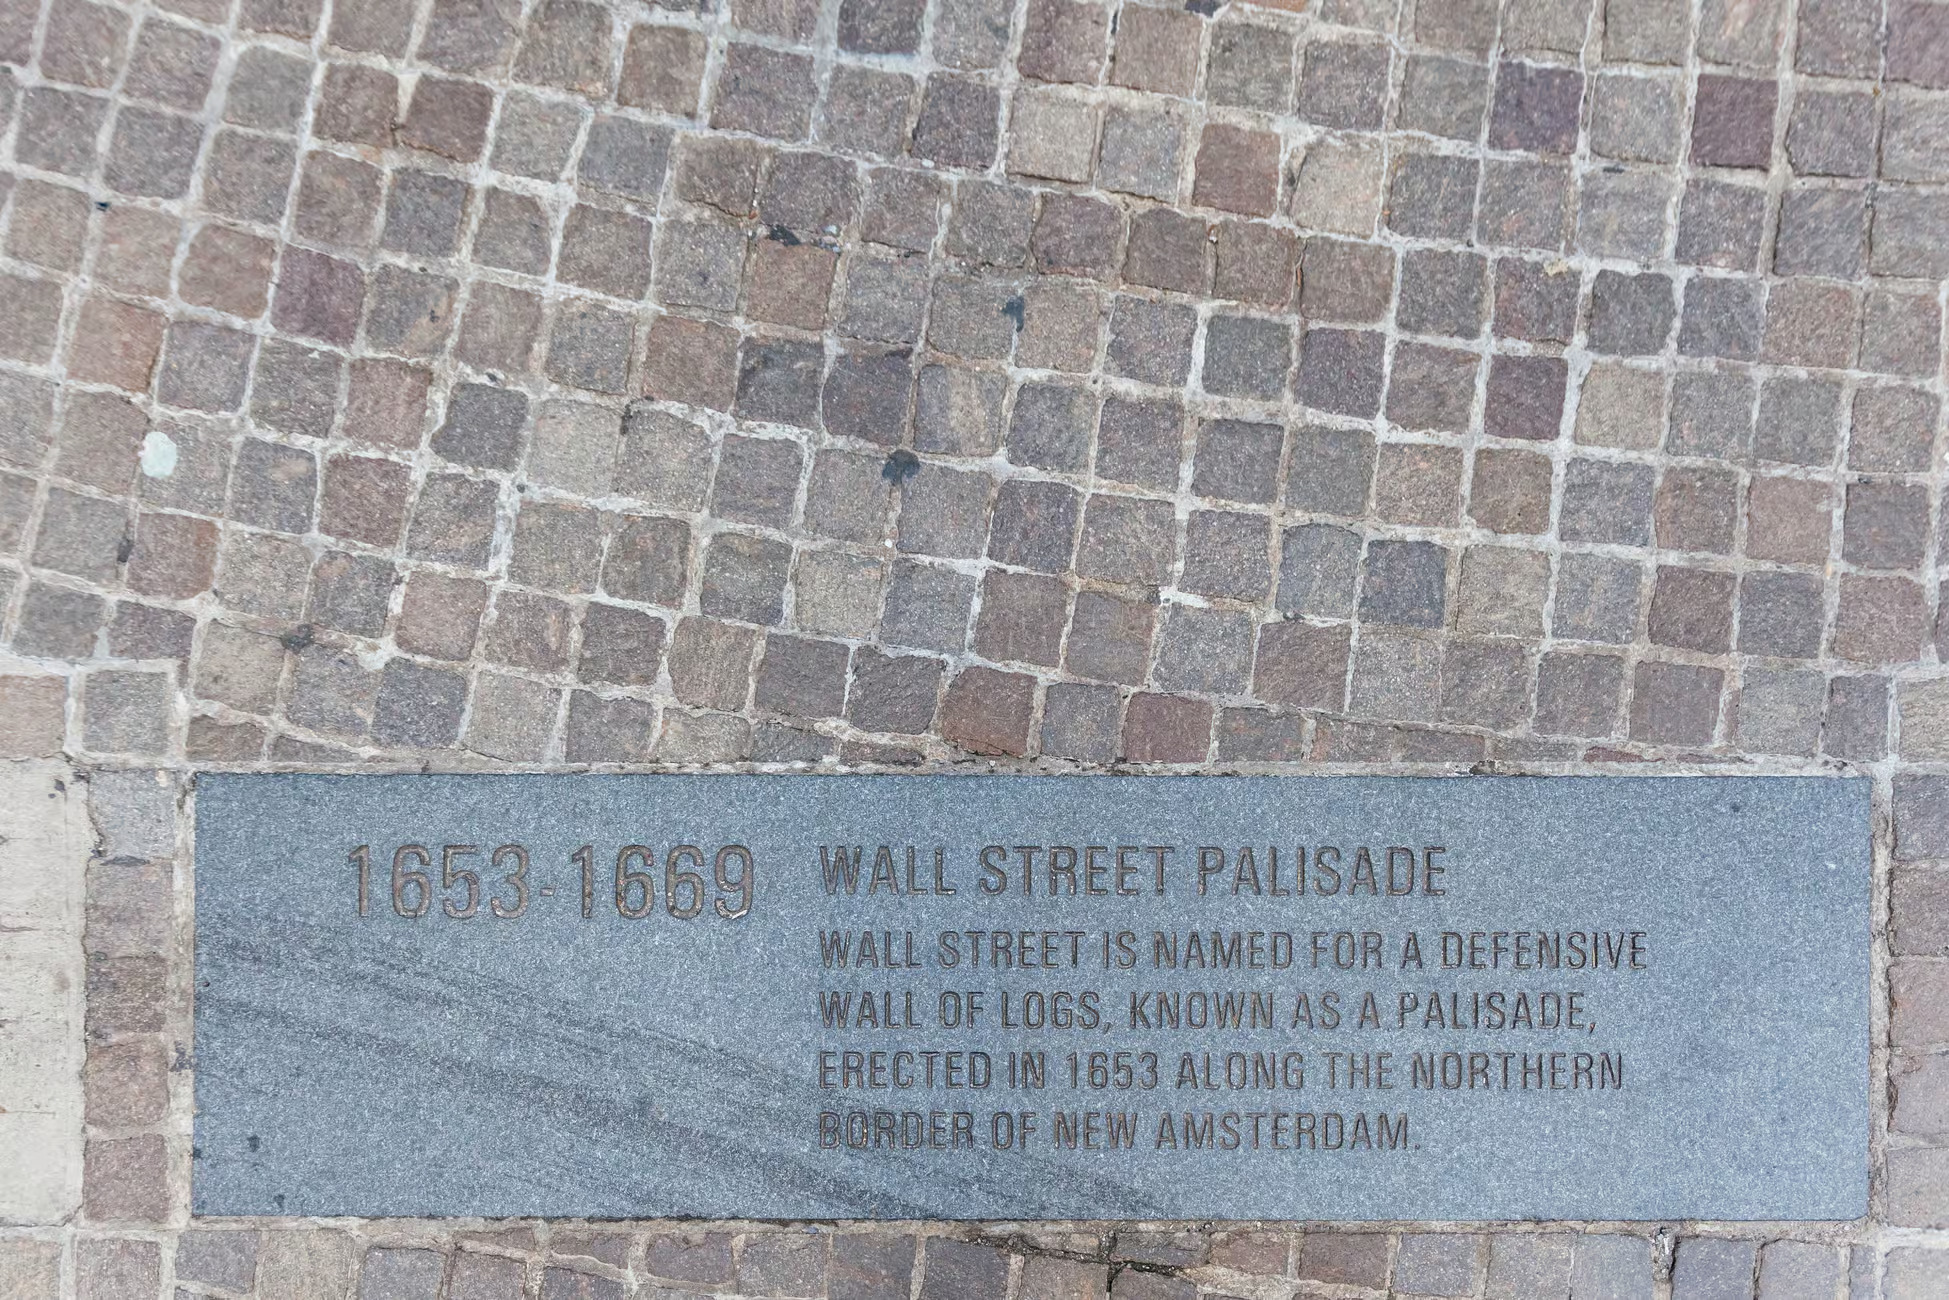 1653-1669
WALL STREET PALISADE
WALL STREET IS NAMED FOR A DEFENSIVE
WALL OF LOGS, KNOWN AS A PALISADE,
ERECTED IN 1653 ALONG THE NORTHERN
BORDER OF NEW AMSTERDAM.